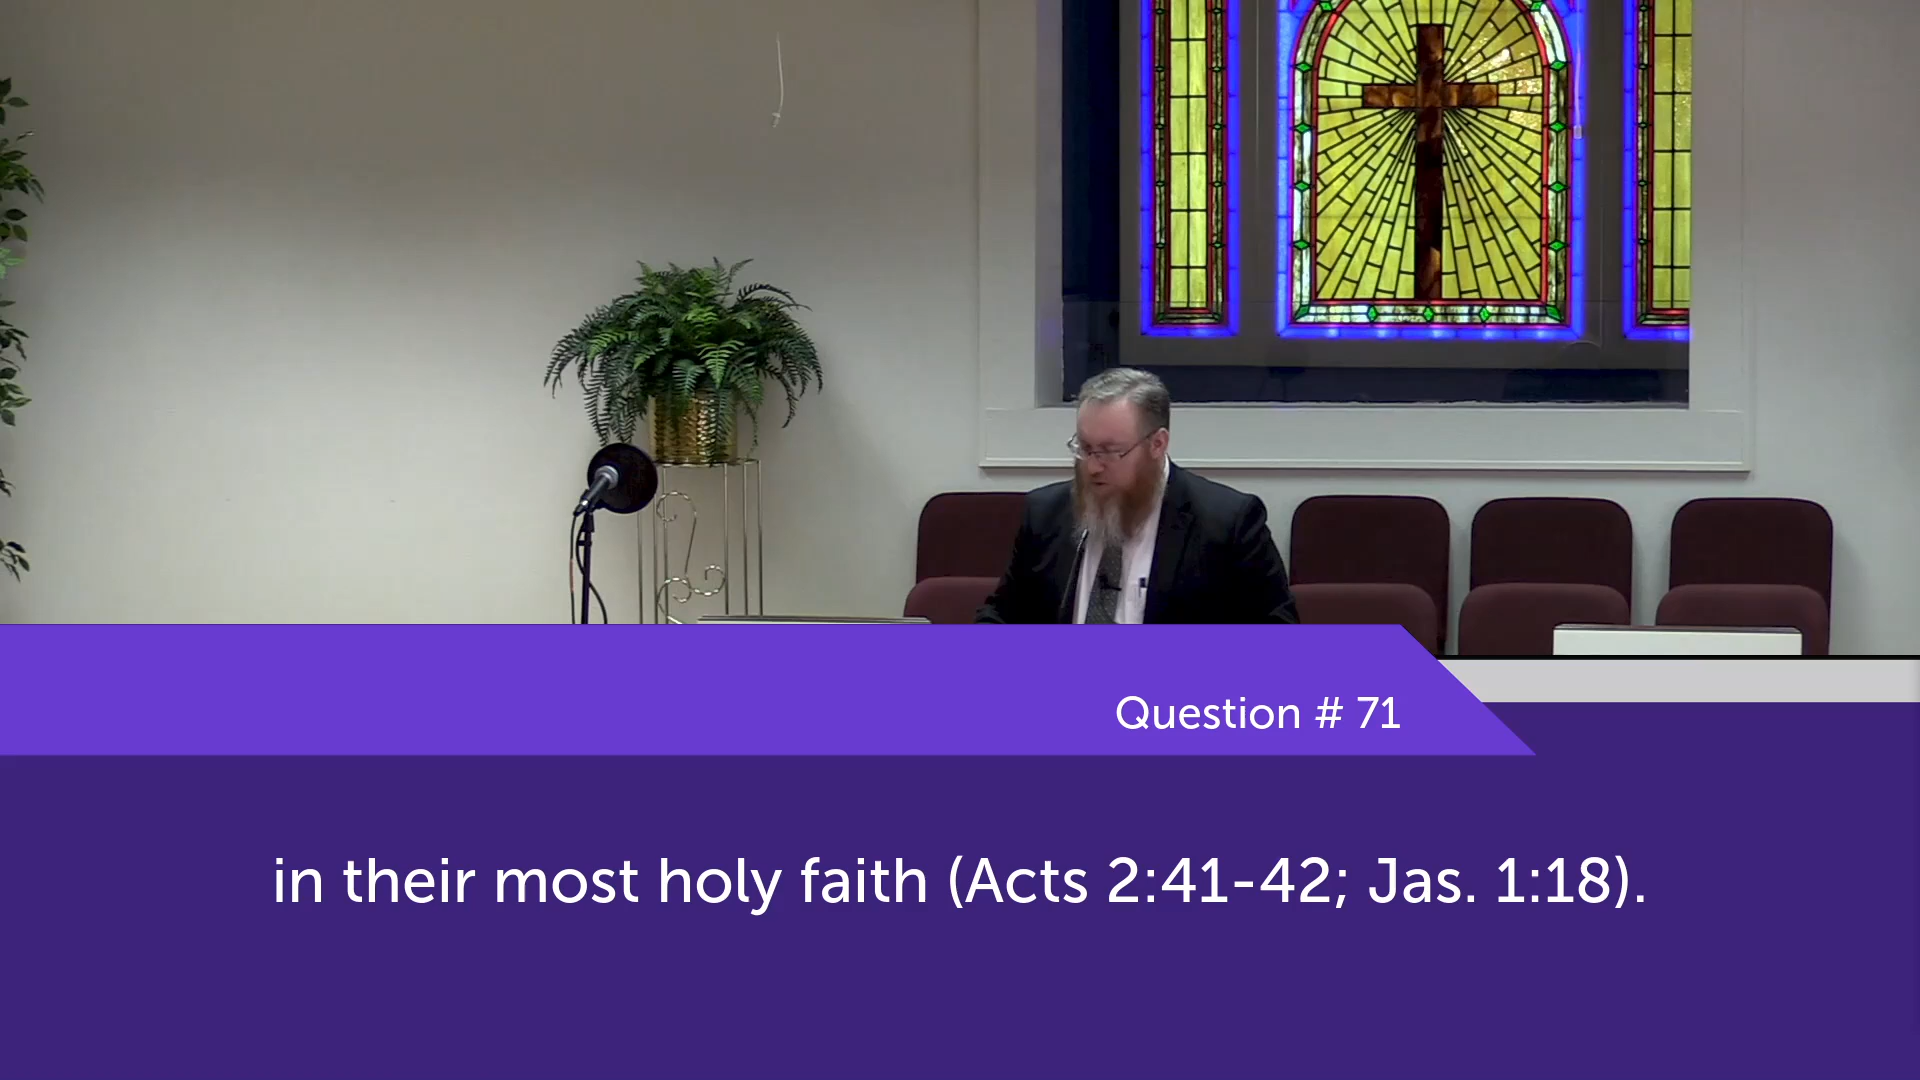 Question # 71
in their most holy faith (Acts 2:41-42; Jas. 1:18).